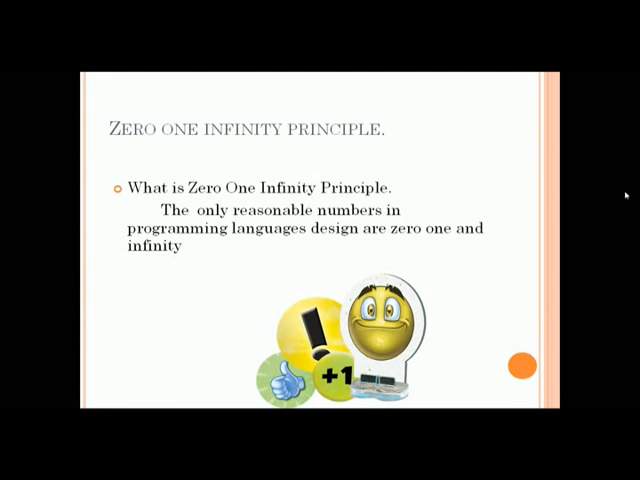 ZERO ONE INFINITY PRINCIPLE.
What is Zero One Infinity Principle.
The only reasonable numbers in
programming languages design are zero one and
infinity
!
+1